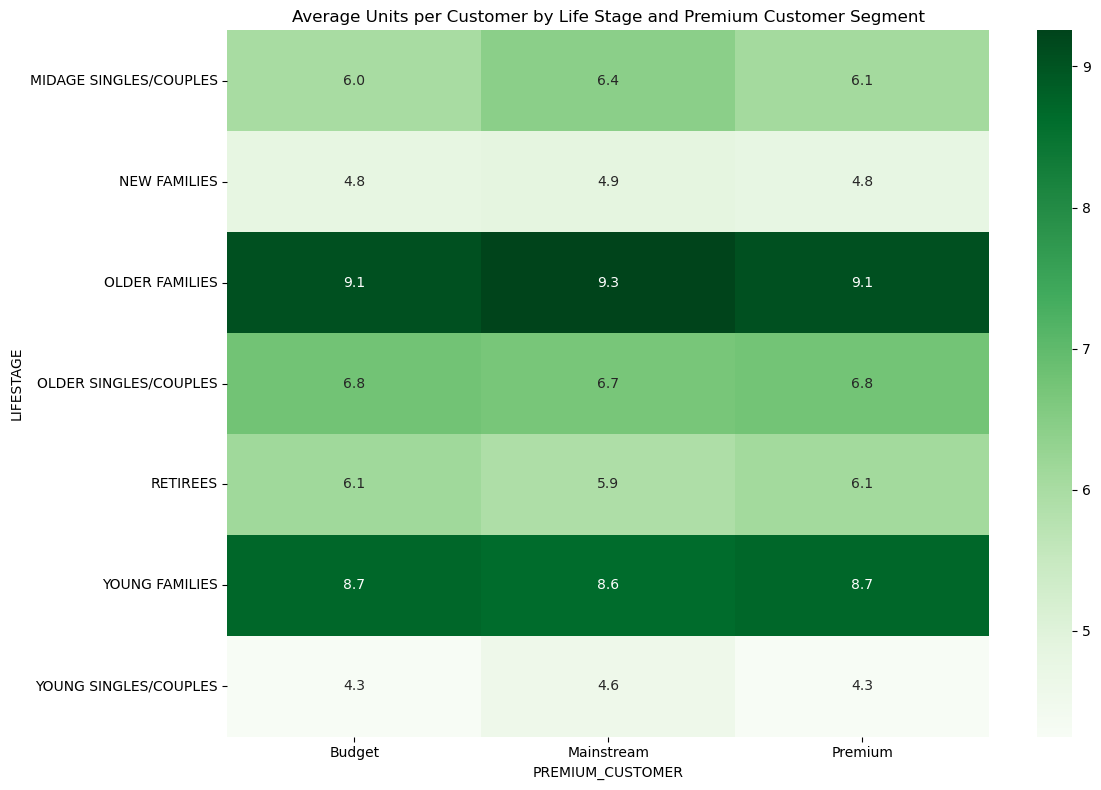 Average Units per Customer by Life Stage and Premium Customer Segment
MIDAGE SINGLES/COUPLES 6.0 6.4 6.1
NEW FAMILIES 4.8 4.9 4.8
OLDER FAMILIES 9.1 9.3 9.1
OLDER SINGLES/COUPLES 6.8 6.7 6.8
RETIREES 6.1 5.9 6.1
YOUNG FAMILIES 8.7 8.6 8.7
YOUNG SINGLES/COUPLES 4.3 4.6 4.3
LIFESTAGE
Budget Mainstream Premium
PREMIUM_CUSTOMER
9
8
7
6
5